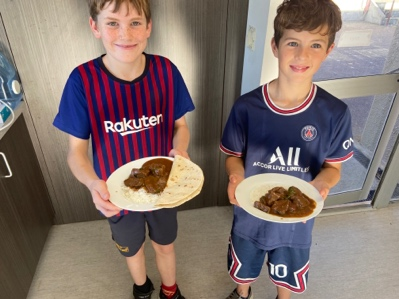 Rakuten
ALL
ACCOR LIVE LIMITLESS
10